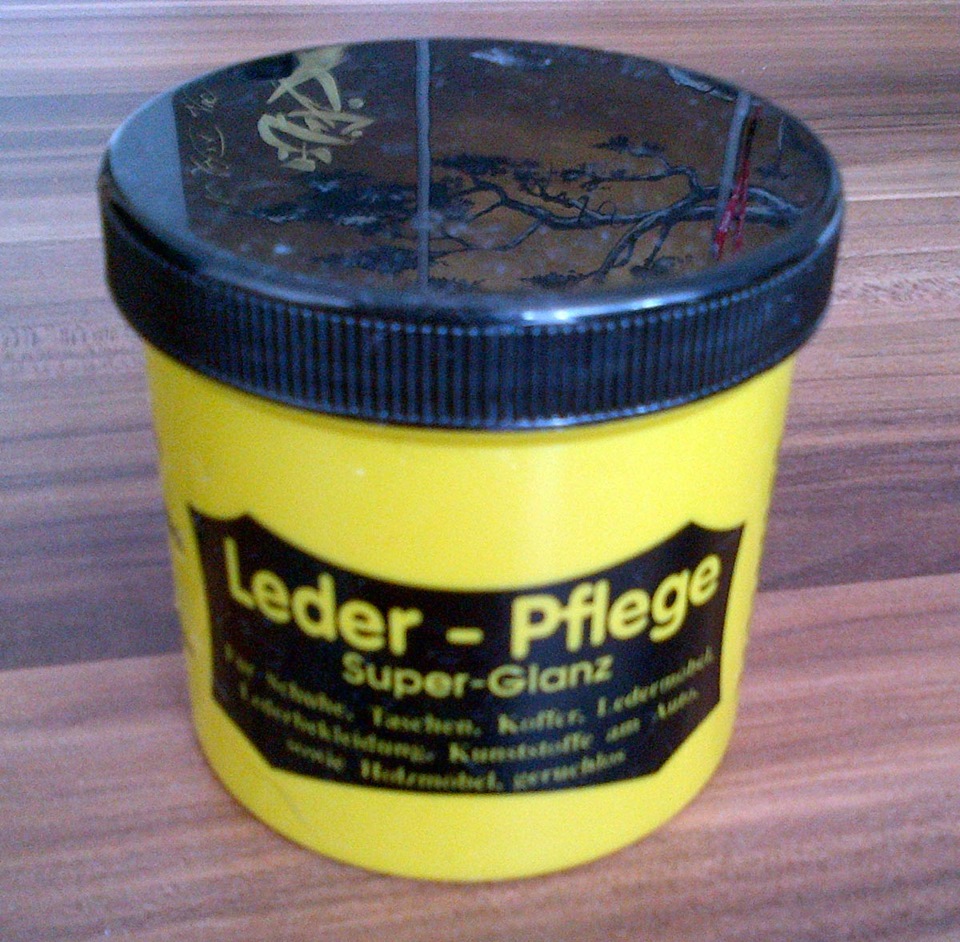 Leder - Pflege
Super-Glanz
Für Schuhe, Taschen, Koffer, Ledermöbel,
Lederbekleidung, Kunststoffe am Auto,
sowie Holzmöbel, geruchlos